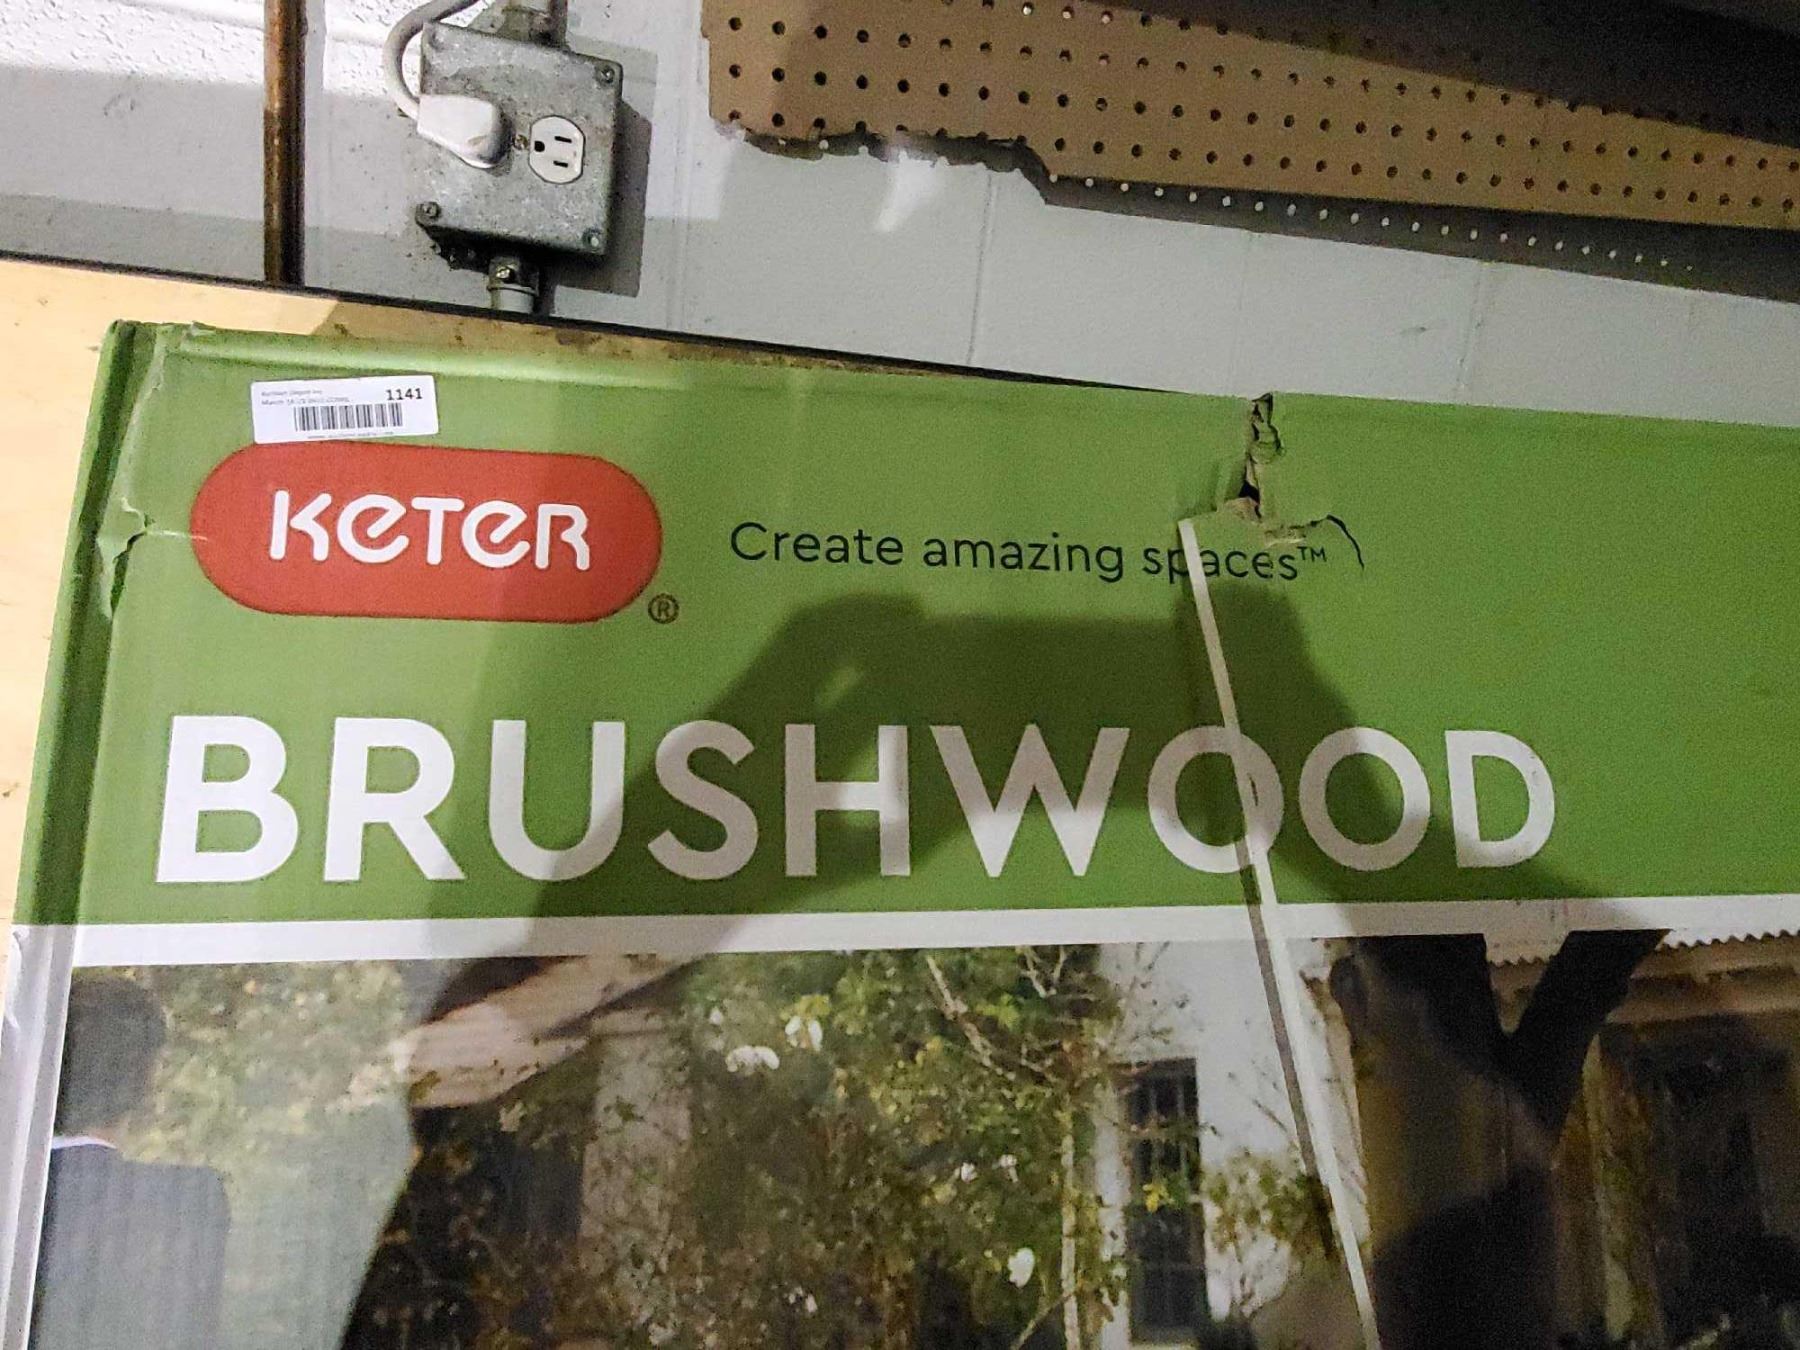 1141
KETER
®
Create amazing spaces™
BRUSHWOOD